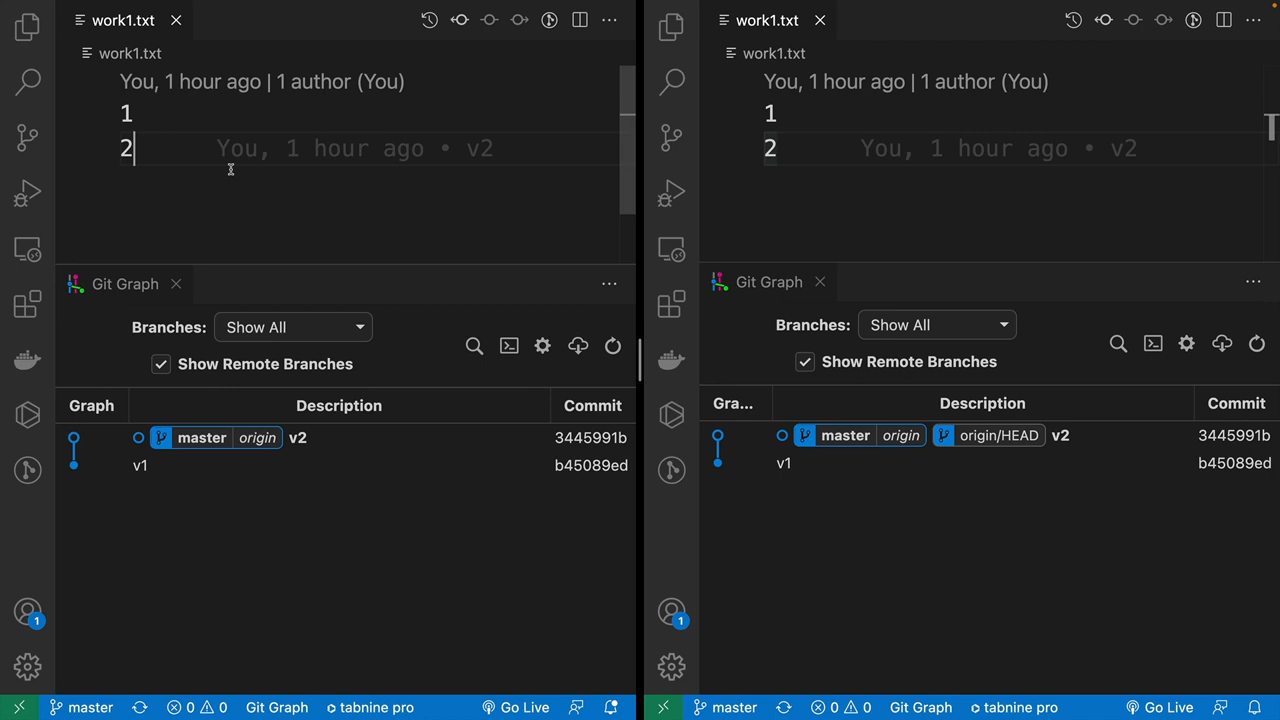 work1.txt
work1.txt
You, 1 hour ago | 1 author (You)
1
2 You, 1 hour ago • v2
Git Graph
Branches: Show All
Show Remote Branches
Graph Description Commit
master origin v2 3445991b
v1 b45089ed
1
master 0 0 Git Graph tabnine pro Go Live
work1.txt
work1.txt
You, 1 hour ago | 1 author (You)
1
2 You, 1 hour ago • v2
Git Graph
Branches: Show All
Show Remote Branches
Gra... Description Commit
master origin origin/HEAD v2 3445991b
v1 b45089ed
1
master 0 0 Git Graph tabnine pro Go Live